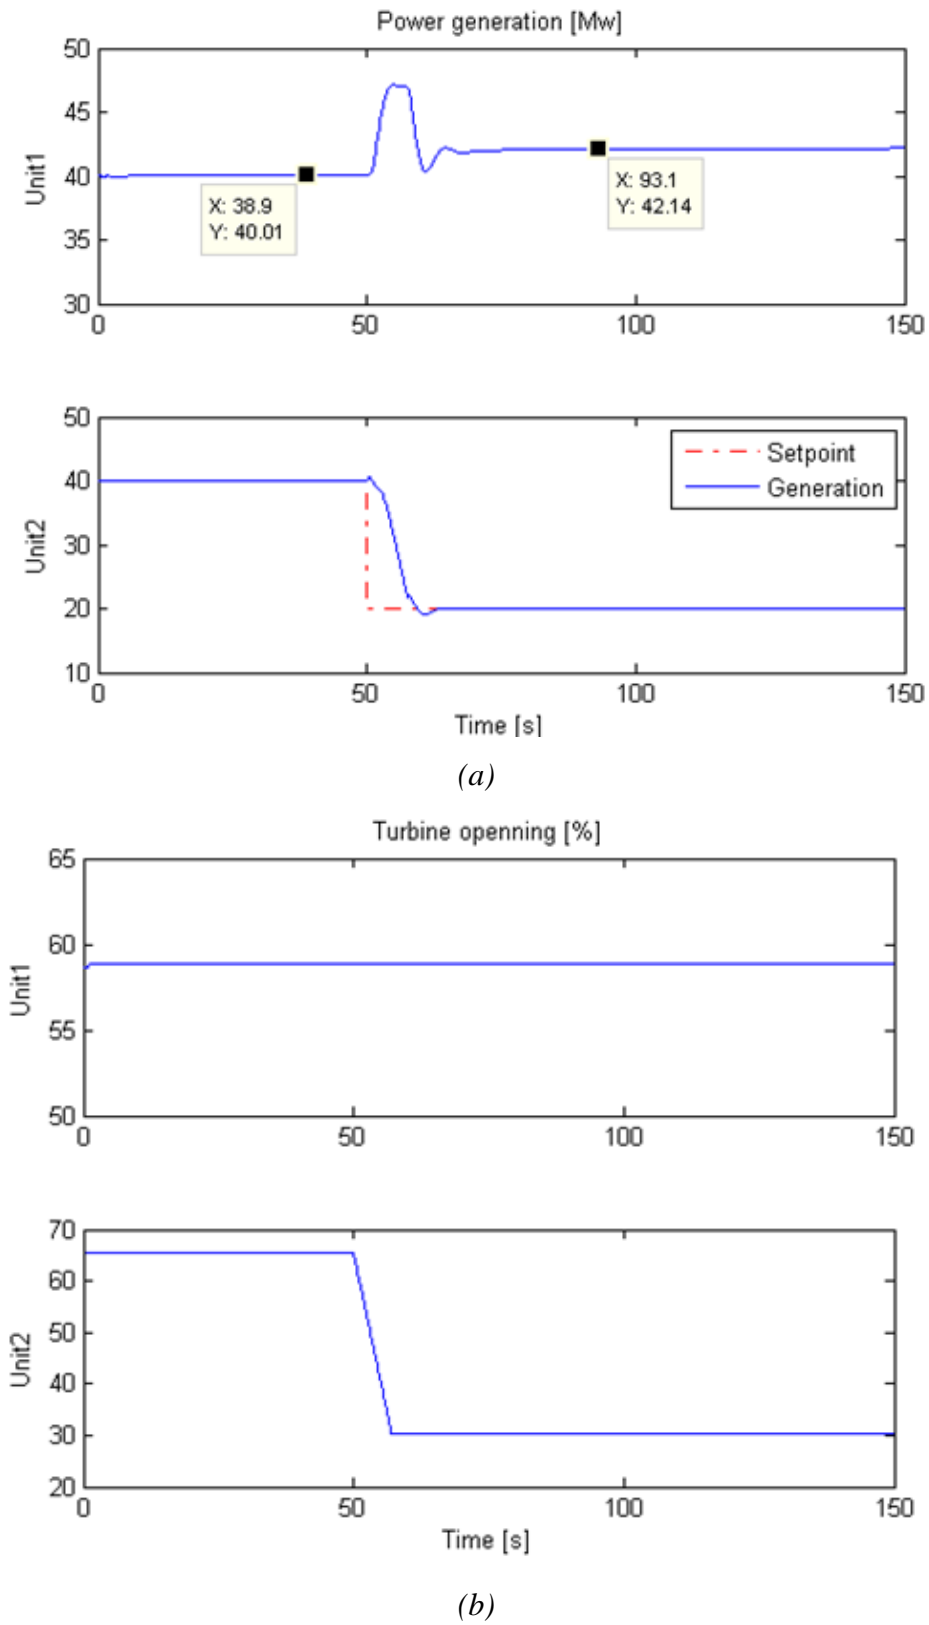 Power generation [Mw]
50
45
40
35
30
Unit1
X: 38.9
Y: 40.01
X: 93.1
Y: 42.14
0 50 100 150
50
40
30
20
10
Unit2
Setpoint
Generation
0 50 100 150
Time [s]
(a)
Turbine openning [%]
65
60
55
50
Unit1
0 50 100 150
70
60
50
40
30
20
Unit2
0 50 100 150
Time [s]
(b)